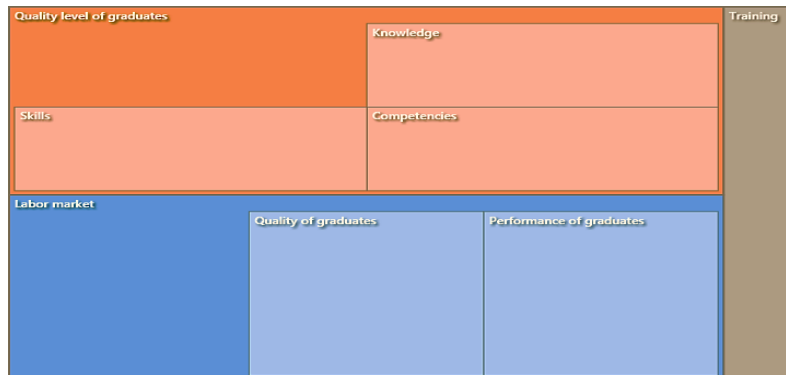 Quality level of graduates
Training
Knowledge
Skills
Competencies
Labor market
Quality of graduates
Performance of graduates